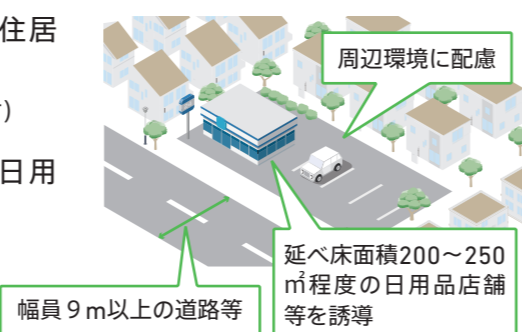 住居
)
日用
周辺環境に配慮
幅員9m以上の道路等
延べ床面積200～250
㎡程度の日用品店舗
等を誘導